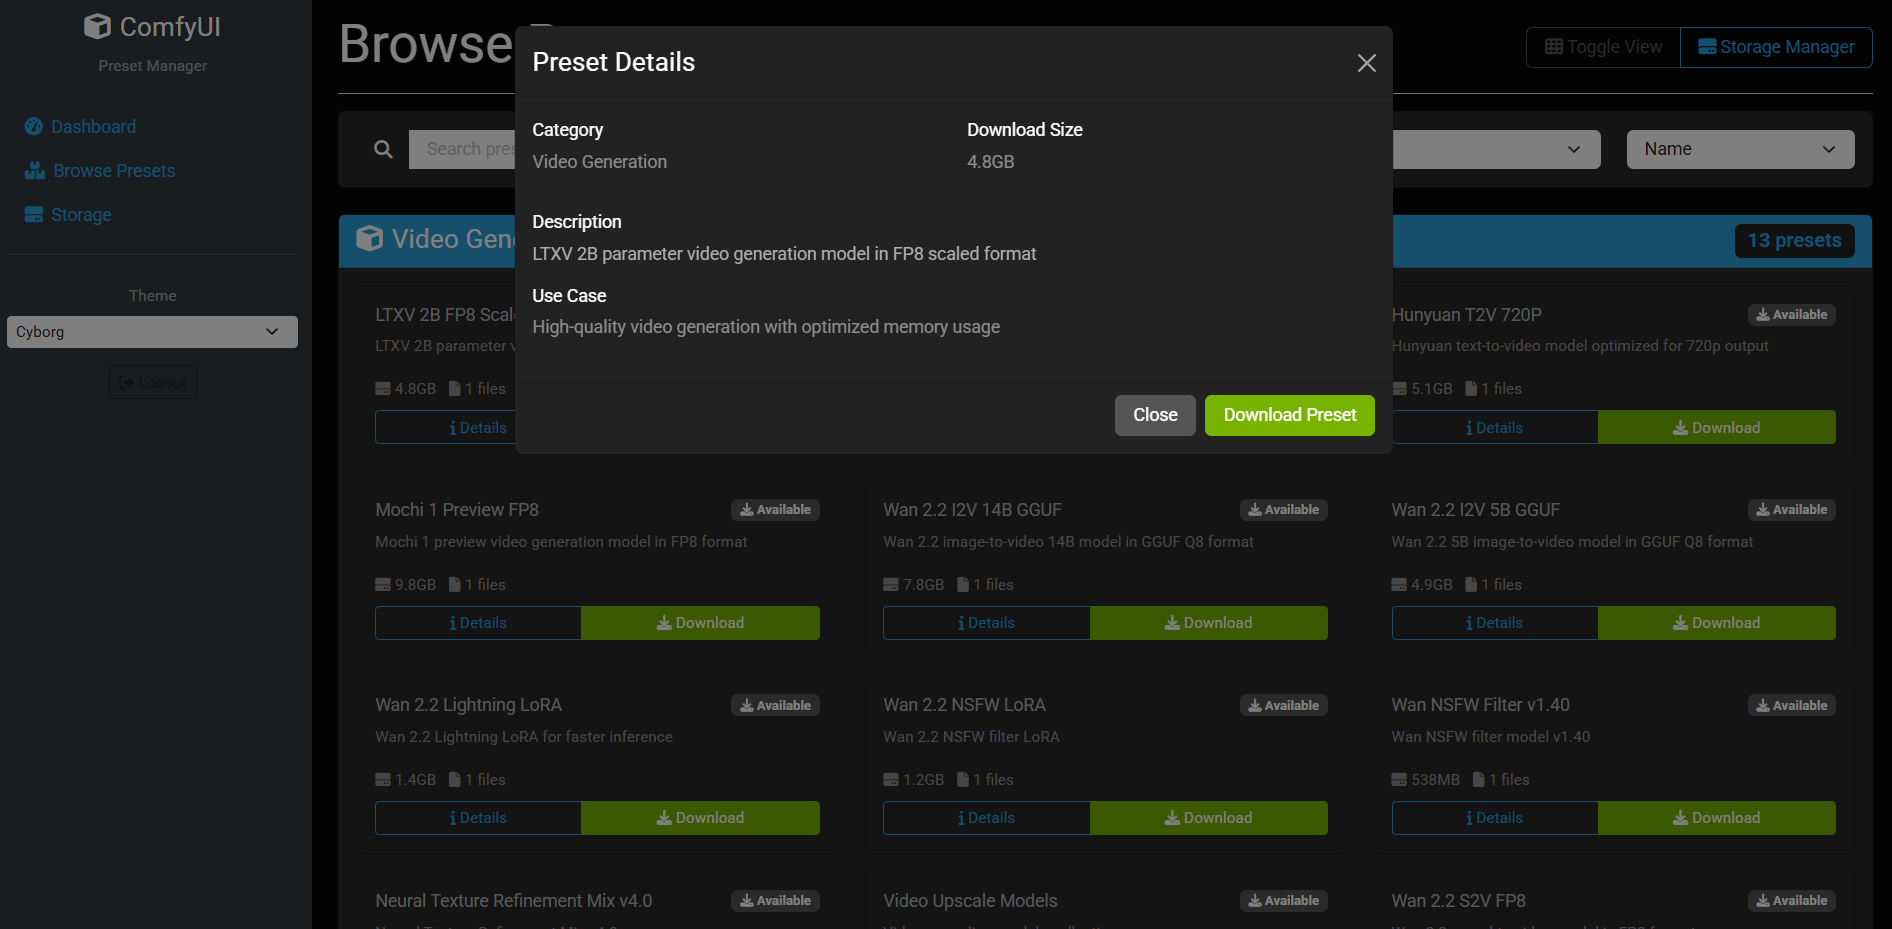 ComfyUI
Preset Manager
Dashboard
Browse Presets
Storage
Theme
Cyborg
Logout
Browse
Toggle View
Storage Manager
Search pres
Name
Video Gene
13 presets
Preset Details
Category
Download Size
Video Generation
4.8GB
Description
LTXV 2B parameter video generation model in FP8 scaled format
Use Case
High-quality video generation with optimized memory usage
Close
Download Preset
LTXV 2B FP8 Scal
LTXV 2B parameter v
4.8GB
1 files
Details
Hunyuan T2V 720P
Available
Hunyuan text-to-video model optimized for 720p output
5.1GB
1 files
Details
Download
Mochi 1 Preview FP8
Available
Mochi 1 preview video generation model in FP8 format
9.8GB
1 files
Details
Download
Wan 2.2 I2V 14B GGUF
Available
Wan 2.2 image-to-video 14B model in GGUF Q8 format
7.8GB
1 files
Details
Download
Wan 2.2 I2V 5B GGUF
Available
Wan 2.2 5B image-to-video model in GGUF Q8 format
4.9GB
1 files
Details
Download
Wan 2.2 Lightning LoRA
Available
Wan 2.2 Lightning LoRA for faster inference
1.4GB
1 files
Details
Download
Wan 2.2 NSFW LoRA
Available
Wan 2.2 NSFW filter LoRA
1.2GB
1 files
Details
Download
Wan NSFW Filter v1.40
Available
Wan NSFW filter model v1.40
538MB
1 files
Details
Download
Neural Texture Refinement Mix v4.0
Available
Video Upscale Models
Available
Wan 2.2 S2V FP8
Available